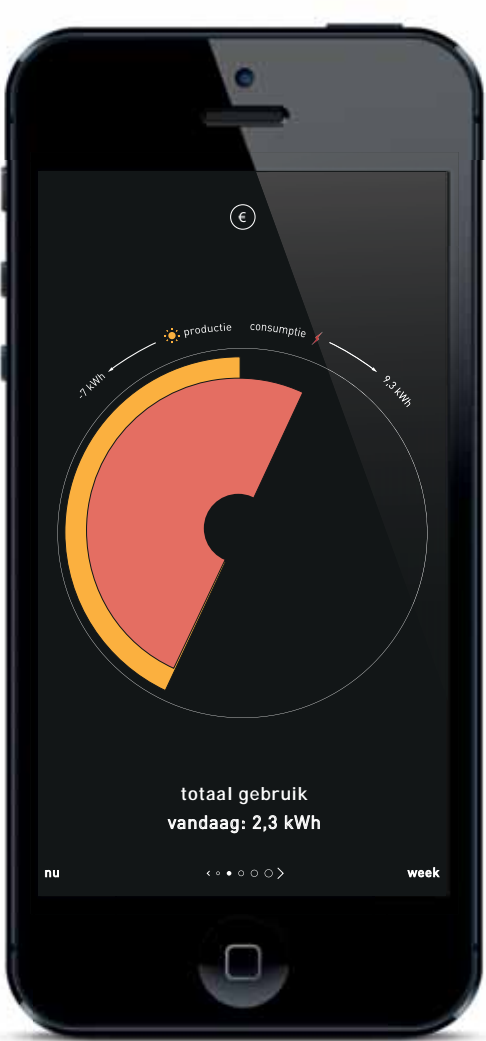 €
productie consumptie
-7 kWh
9,3 kWh
totaal gebruik
vandaag: 2,3 kWh
nu
week